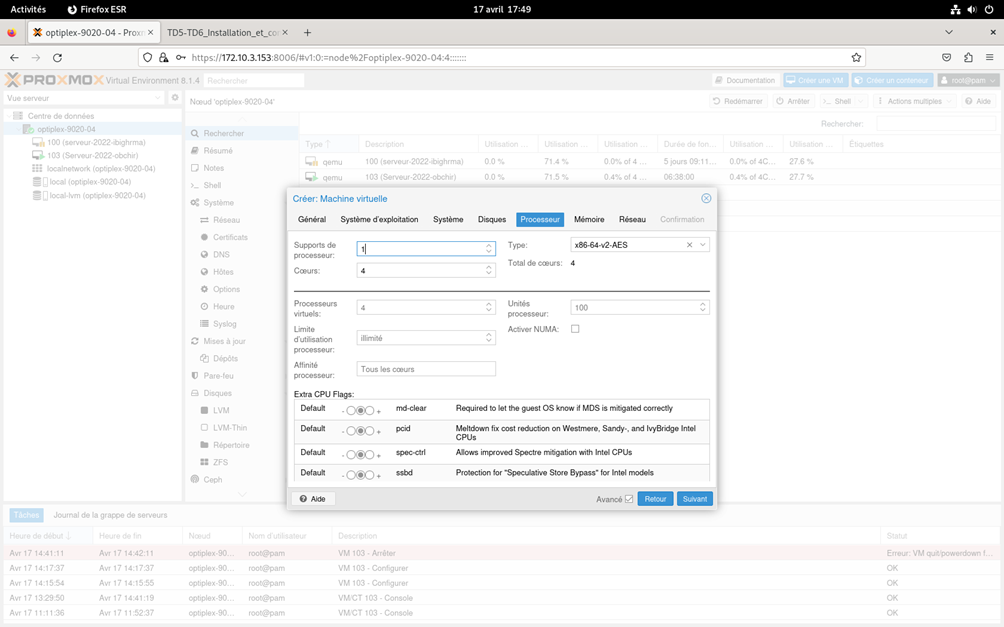 Activités Firefox ESR 17 avril 17:49
optiplex-9020-04 - Proxm × TD5-TD6_Installation_et_co × +
https://172.10.3.153:8006/#v1:0:=node%2Foptiplex-9020-04:4:::::::
PROXMOX Virtual Environment 8.1.4 Rechercher Documentation Créer une VM Créer un conteneur root@pam
Vue serveur Nœud 'optiplex-9020-04' Redémarrer Arrêter Shell Actions multiples Aide
Centre de données
optiplex-9020-04
100 (serveur-2022-ibighrma)
103 (Serveur-2022-obchir)
localnetwork (optiplex-9020-04)
local (optiplex-9020-04)
local-lvm (optiplex-9020-04)
Rechercher
Résumé
Notes
Shell
Système
Réseau
Certificats
DNS
Hôtes
Options
Heure
Syslog
Mises à jour
Dépôts
Pare-feu
Disques
LVM
LVM-Thin
Répertoire
ZFS
Ceph
Rechercher:
Type ↑ Description Utilisation ... Utilisation ... Utilisation ... Durée de fon... Utilisation ... Utilisation ... Étiquettes
qemu 100 (serveur-2022-ibighrma) 0.0 % 71.4 % 0.0% of 4 ... 5 jours 09:11... 0.0% of 4C... 27.6 %
qemu 103 (Serveur-2022-obchir) 0.4 % 71.5 % 0.4% of 4 ... 06:38:00 0.4% of 4C... 27.7 %
Créer: Machine virtuelle
Général Système d'exploitation Système Disques Processeur Mémoire Réseau Confirmation
Supports de processeur: 1 Type: x86-64-v2-AES
Cœurs: 4 Total de cœurs: 4
Processeurs virtuels: 4 Unités processeur: 100
Limite d'utilisation processeur: illimité Activer NUMA:
Affinité processeur: Tous les cœurs
Extra CPU Flags:
Default - + md-clear Required to let the guest OS know if MDS is mitigated correctly
Default - + pcid Meltdown fix cost reduction on Westmere, Sandy-, and IvyBridge Intel CPUs
Default - + spec-ctrl Allows improved Spectre mitigation with Intel CPUs
Default - + ssbd Protection for "Speculative Store Bypass" for Intel models
Aide Avancé Retour Suivant
Tâches Journal de la grappe de serveurs
Heure de début ↓ Heure de fin Nœud Nom d'utilisateur Description Statut
Avr 17 14:41:11 Avr 17 14:42:11 optiplex-90... root@pam VM 103 - Arrêter Erreur: VM quit/powerdown f...
Avr 17 14:17:37 Avr 17 14:17:37 optiplex-90... root@pam VM 103 - Configurer OK
Avr 17 14:15:54 Avr 17 14:15:55 optiplex-90... root@pam VM 103 - Configurer OK
Avr 17 13:29:50 Avr 17 14:41:19 optiplex-90... root@pam VM/CT 103 - Console OK
Avr 17 11:11:36 Avr 17 11:52:37 optiplex-90... root@pam VM/CT 103 - Console OK